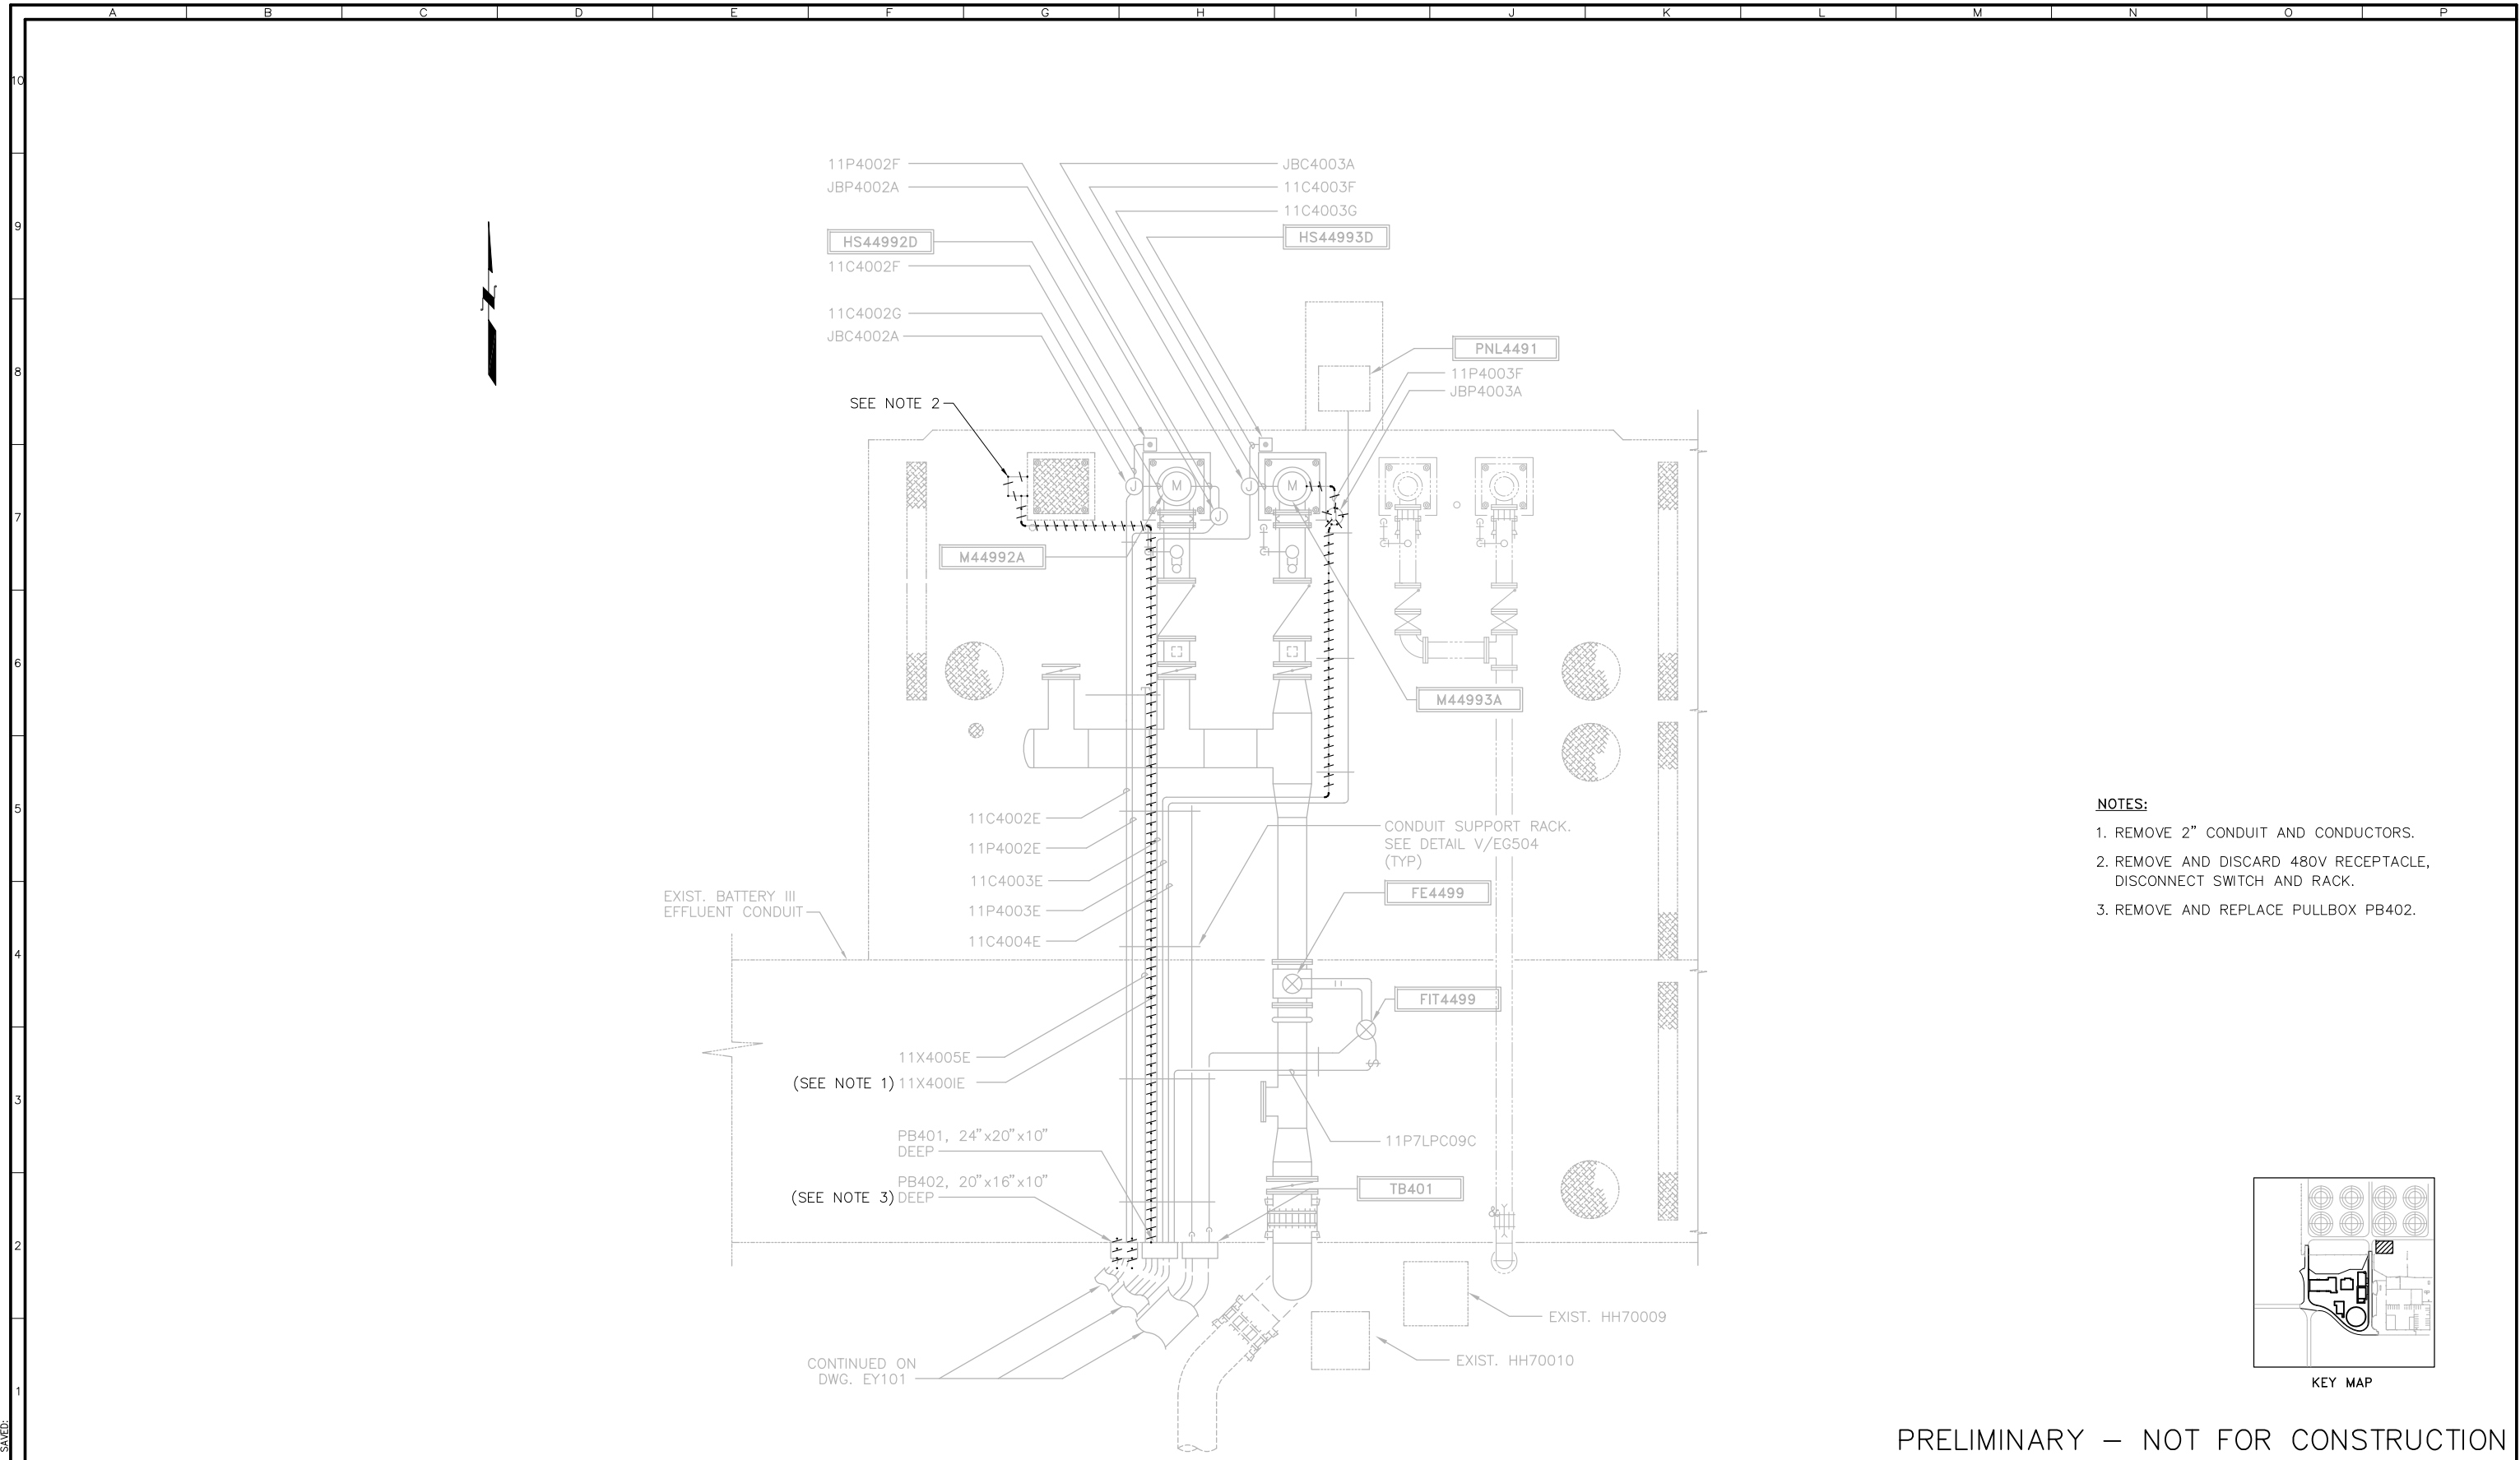 A B C D E F G H I J K L M N O P
10
9
8
7
6
5
4
3
2
1
11P4002F
JBP4002A
HS44992D
11C4002F
11C4002G
JBC4002A
JBC4003A
11C4003F
11C4003G
HS44993D
N
PNL4491
11P4003F
JBP4003A
SEE NOTE 2
J
M
J
J
M
M44992A
M44993A
11C4002E
11P4002E
11C4003E
11P4003E
11C4004E
CONDUIT SUPPORT RACK.
SEE DETAIL V/EG504
(TYP)
EXIST. BATTERY III
EFFLUENT CONDUIT
FE4499
FIT4499
11X4005E
(SEE NOTE 1) 11X400IE
PB401, 24"x20"x10"
DEEP
PB402, 20"x16"x10"
(SEE NOTE 3) DEEP
11P7LPC09C
TB401
EXIST. HH70009
EXIST. HH70010
CONTINUED ON
DWG. EY101
NOTES:
1. REMOVE 2" CONDUIT AND CONDUCTORS.
2. REMOVE AND DISCARD 480V RECEPTACLE,
DISCONNECT SWITCH AND RACK.
3. REMOVE AND REPLACE PULLBOX PB402.
KEY MAP
PRELIMINARY – NOT FOR CONSTRUCTION
SAVED: